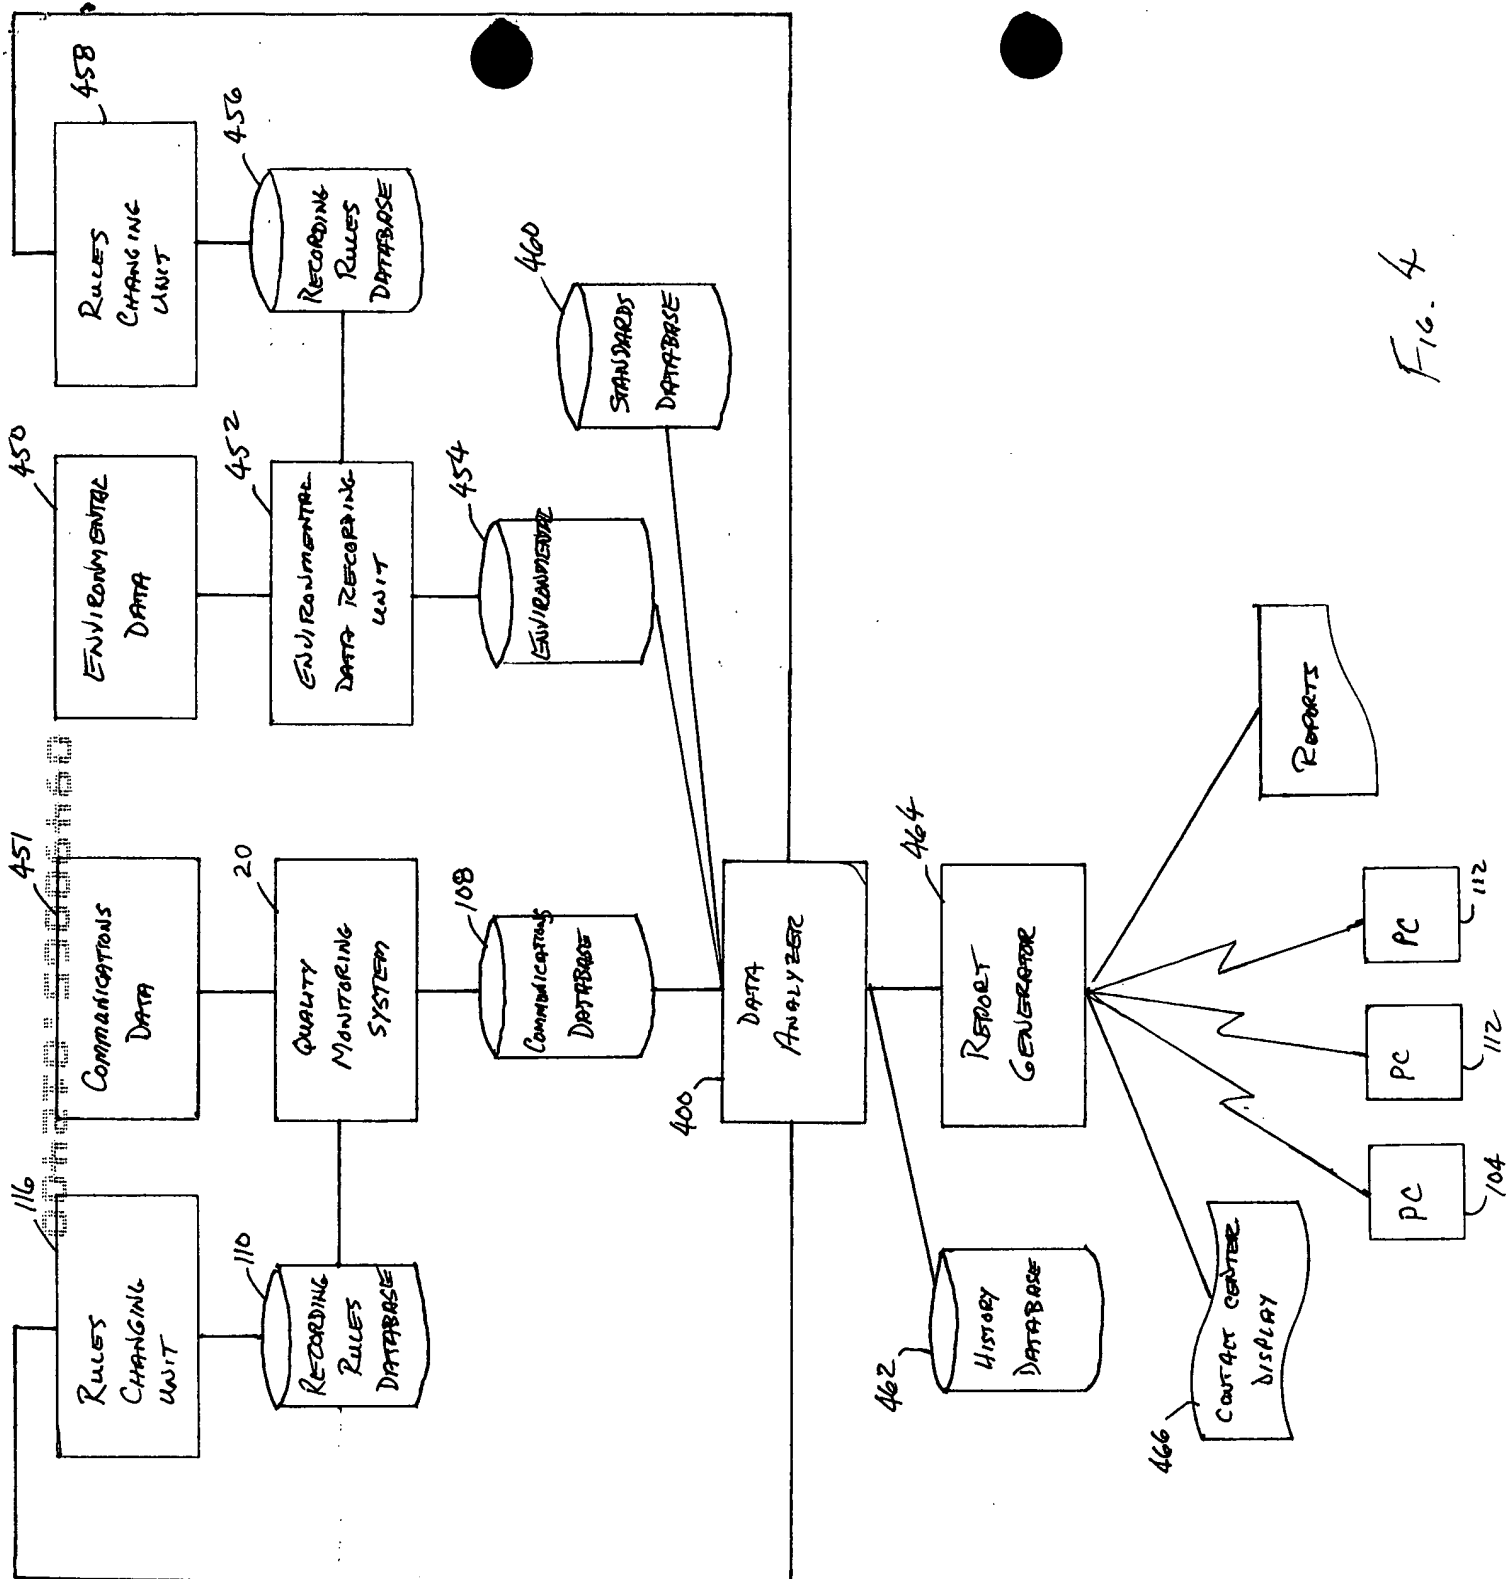 116
RULES
CHANGING
UNIT
451
COMMUNICATIONS
DATA
450
ENVIRONMENTAL
DATA
458
RULES
CHANGING
UNIT
110
RECORDING
RULES
DATABASE
20
QUALITY
MONITORING
SYSTEM
452
ENVIRONMENTAL
DATA RECORDING
UNIT
456
RECORDING
RULES
DATABASE
108
COMMUNICATIONS
DATABASE
454
ENVIRONMENTAL
460
STANDARDS
DATABASE
400
DATA
ANALYZER
462
HISTORY
DATABASE
464
REPORT
GENERATOR
466
CONTACT CENTER
DISPLAY
PC
104
PC
112
PC
112
REPORTS
FIG. 4